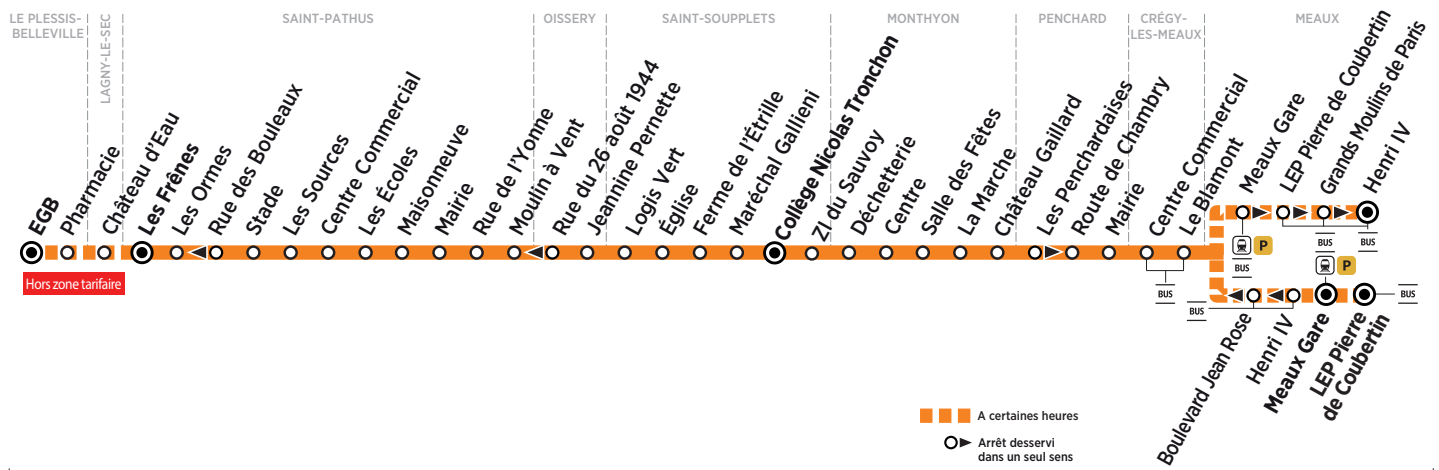 LE PLESSIS-
BELLEVILLE
LAGNY-LE-SEC
SAINT-PATHUS
OISSERY
SAINT-SOUPPLETS
MONTHYON
PENCHARD
CRÉGY-
LES-MEAUX
MEAUX
EGB
Pharmacie
Château d'Eau
Les Frênes
Les Ormes
Rue des Bouleaux
Stade
Les Sources
Centre Commercial
Les Écoles
Maisonneuve
Mairie
Rue de l'Yonne
Moulin à Vent
Rue du 26 août 1944
Jeannine Pernette
Logis Vert
Église
Ferme de l'Étrille
Maréchal Gallieni
Collège Nicolas Tronchon
ZI du Sauvoy
Déchetterie
Centre
Salle des Fêtes
La Marche
Château Gaillard
Les Penchardaises
Route de Chambry
Mairie
Centre Commercial
Le Blamont
Meaux Gare
LEP Pierre de Coubertin
Grands Moulins de Paris
Henri IV
P
BUS
BUS
BUS
Hors zone tarifaire
P
BUS
BUS
BUS
Boulevard Jean Rose
Henri IV
Meaux Gare
LEP Pierre
de Coubertin
A certaines heures
Arrêt desservi
dans un seul sens